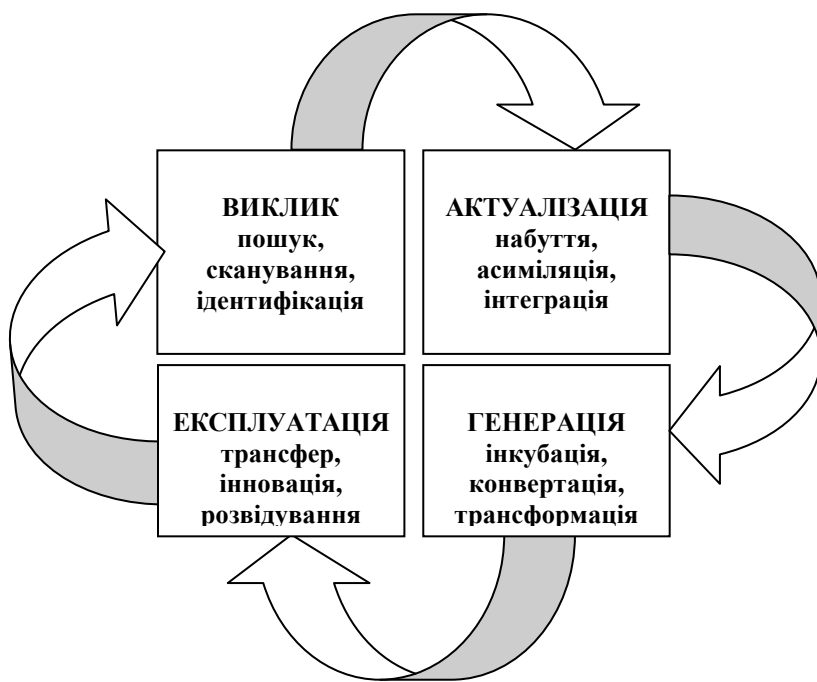 ВИКЛИК
пошук,
сканування,
ідентифікація
АКТУАЛІЗАЦІЯ
набуття,
асиміляція,
інтеграція
ЕКСПЛУАТАЦІЯ
трансфер,
інновація,
розвідування
ГЕНЕРАЦІЯ
інкубація,
конвертація,
трансформація